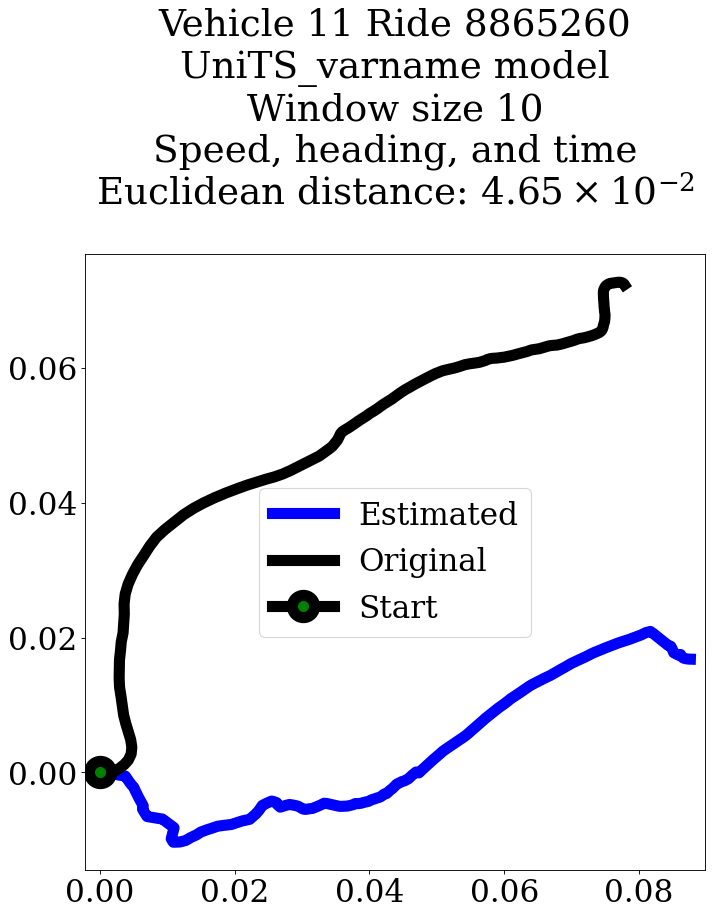 Vehicle 11 Ride 8865260
UniTS_varname model
Window size 10
Speed, heading, and time
Euclidean distance: 4.65 × 10⁻²
0.06
0.04
0.02
0.00
Estimated
Original
Start
0.00 0.02 0.04 0.06 0.08